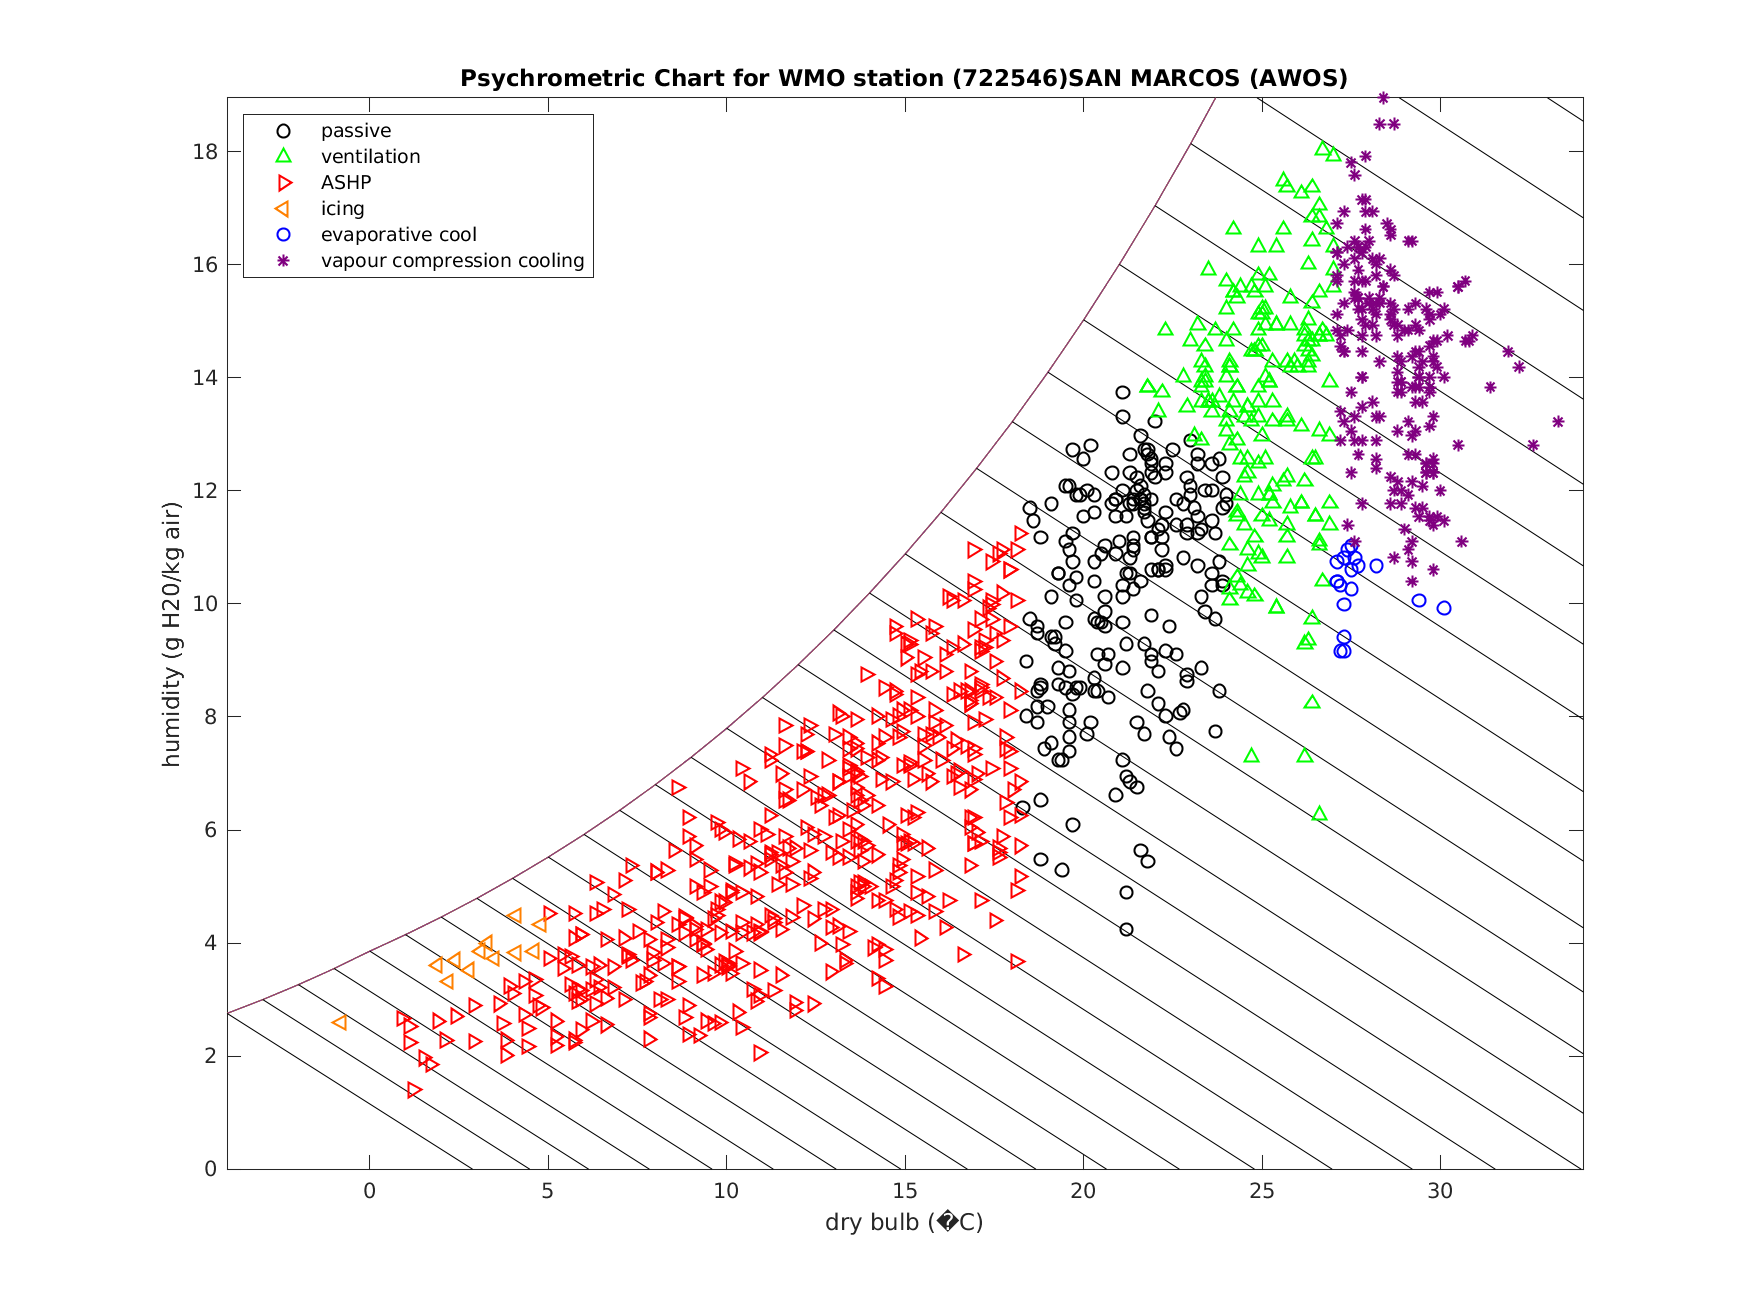 Psychrometric Chart for WMO station (722546)SAN MARCOS (AWOS)
passive
ventilation
ASHP
icing
evaporative cool
vapour compression cooling
humidity (g H20/kg air)
18
16
14
12
10
8
6
4
2
0
0 5 10 15 20 25 30
dry bulb (�C)